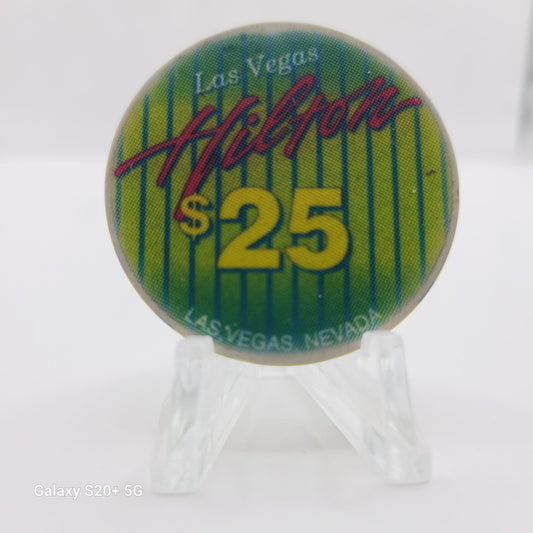 Las Vegas
Hilton
$25
LAS VEGAS, NEVADA
Galaxy S20+ 5G